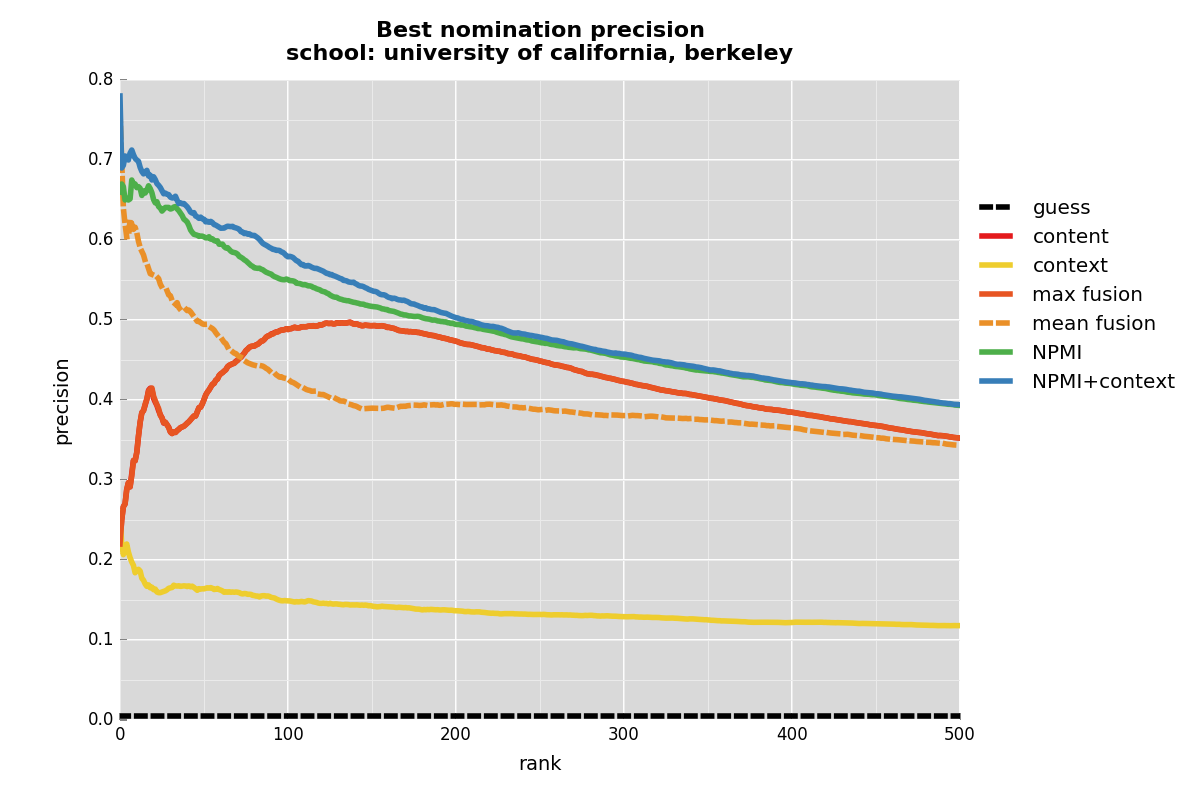 Best nomination precision
school: university of california, berkeley
precision
0.8
0.7
0.6
0.5
0.4
0.3
0.2
0.1
0.0
0 100 200 300 400 500
rank
guess
content
context
max fusion
mean fusion
NPMI
NPMI+context